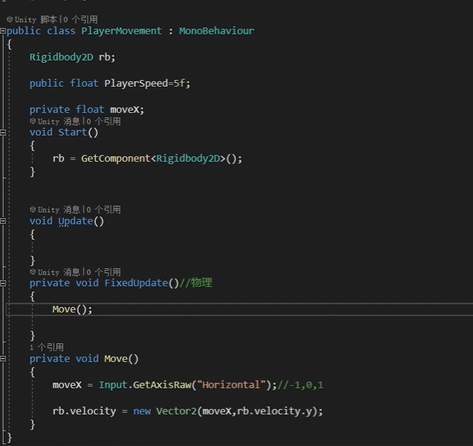 Unity 脚本|0 个引用
public class PlayerMovement : MonoBehaviour
{
Rigidbody2D rb;
public float PlayerSpeed=5f;
private float moveX;
Unity 消息|0 个引用
void Start()
{
rb = GetComponent<Rigidbody2D>();
}
Unity 消息|0 个引用
void Update()
{
}
Unity 消息|0 个引用
private void FixedUpdate()//物理
{
Move();
}
1 个引用
private void Move()
{
moveX = Input.GetAxisRaw("Horizontal");//-1,0,1
rb.velocity = new Vector2(moveX,rb.velocity.y);
}
}